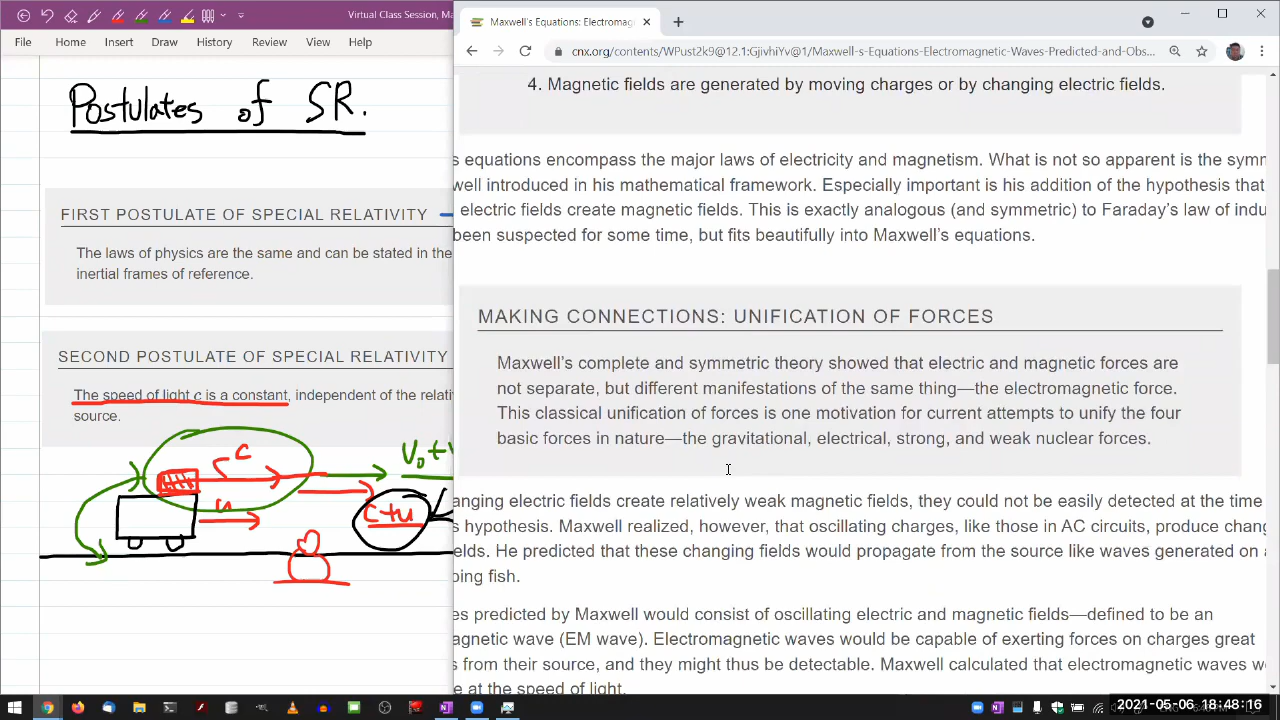 Virtual Class Session, Ma
File Home Insert Draw History Review View Help
Postulates of SR.
FIRST POSTULATE OF SPECIAL RELATIVITY
The laws of physics are the same and can be stated in the
inertial frames of reference.
SECOND POSTULATE OF SPECIAL RELATIVITY
The speed of light c is a constant, independent of the relati
source.
c
V₀+
u
c+u
Maxwell's Equations: Electromag
cnx.org/contents/WPust2k9@12.1:GjivhiYv@1/Maxwell-s-Equations-Electromagnetic-Waves-Predicted-and-Obs...
4. Magnetic fields are generated by moving charges or by changing electric fields.
s equations encompass the major laws of electricity and magnetism. What is not so apparent is the symm
well introduced in his mathematical framework. Especially important is his addition of the hypothesis that
electric fields create magnetic fields. This is exactly analogous (and symmetric) to Faraday's law of indu
been suspected for some time, but fits beautifully into Maxwell's equations.
MAKING CONNECTIONS: UNIFICATION OF FORCES
Maxwell's complete and symmetric theory showed that electric and magnetic forces are
not separate, but different manifestations of the same thing—the electromagnetic force.
This classical unification of forces is one motivation for current attempts to unify the four
basic forces in nature—the gravitational, electrical, strong, and weak nuclear forces.
anging electric fields create relatively weak magnetic fields, they could not be easily detected at the time
s hypothesis. Maxwell realized, however, that oscillating charges, like those in AC circuits, produce chang
elds. He predicted that these changing fields would propagate from the source like waves generated on a
ping fish.
es predicted by Maxwell would consist of oscillating electric and magnetic fields—defined to be an
agnetic wave (EM wave). Electromagnetic waves would be capable of exerting forces on charges great
s from their source, and they might thus be detectable. Maxwell calculated that electromagnetic waves w
e at the speed of light.
2021-05-06 18:48:16